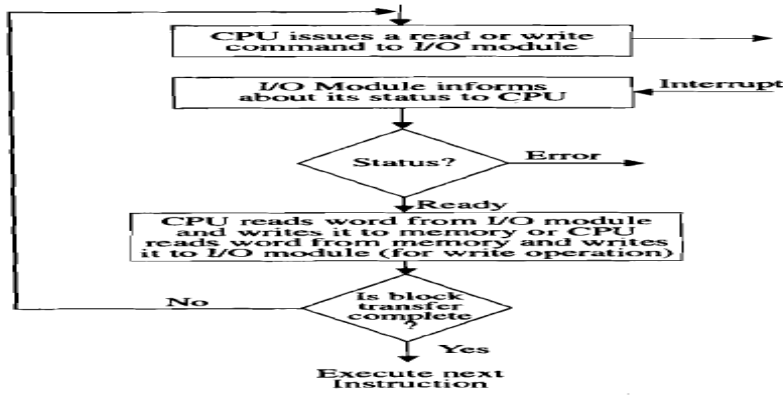 CPU issues a read or write
command to I/O module
I/O Module informs
about its status to CPU
Interrupt
Status?
Error
Ready
CPU reads word from I/O module
and writes it to memory or CPU
reads word from memory and writes
it to I/O module (for write operation)
No
Is block
transfer
complete
?
Yes
Execute next
Instruction